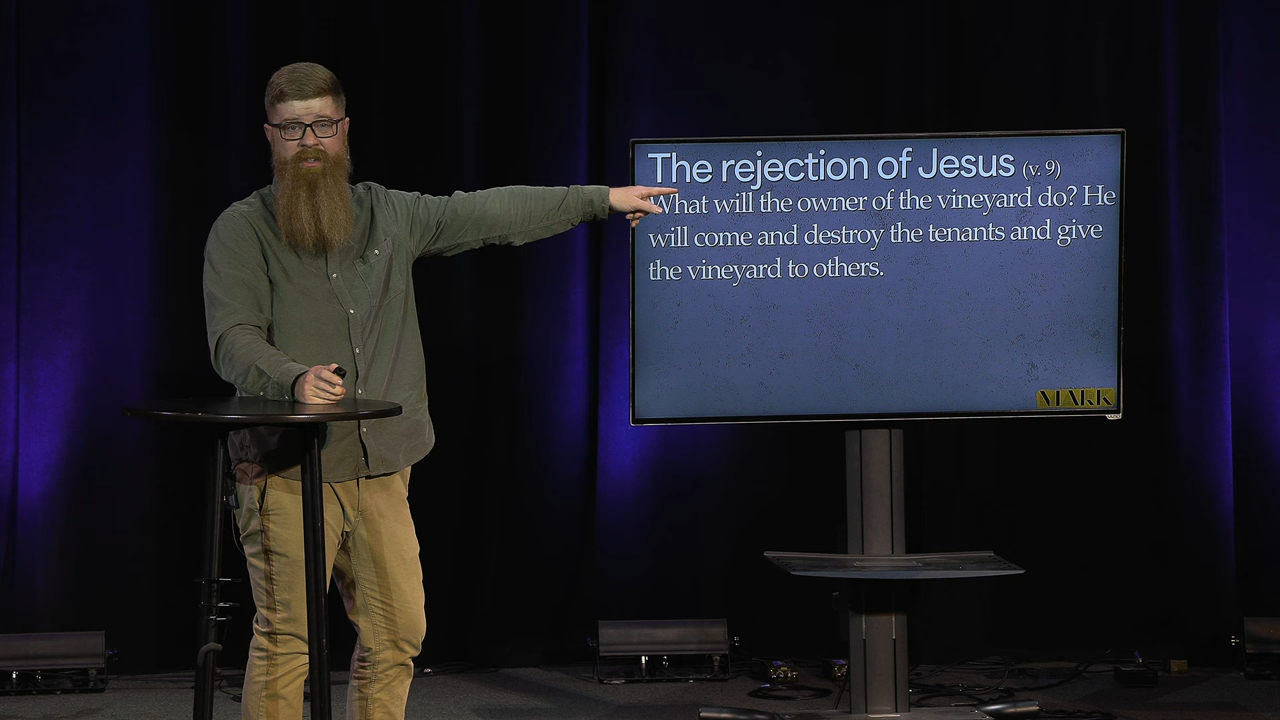 The rejection of Jesus (v. 9)
What will the owner of the vineyard do? He
will come and destroy the tenants and give
the vineyard to others.
MARK